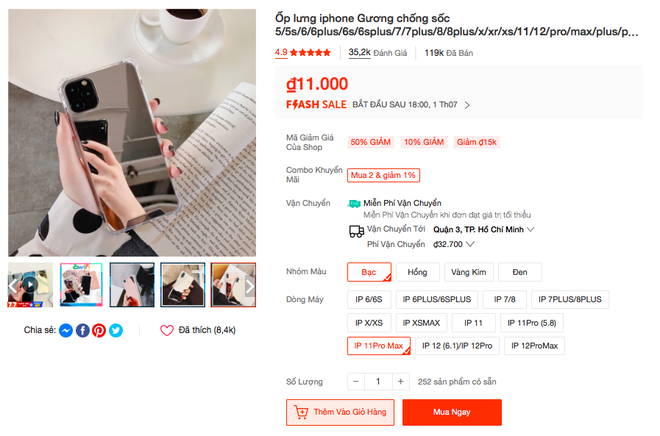 Ốp lưng iphone Gương chống sốc
5/5s/6/6plus/6s/6splus/7/7plus/8/8plus/x/xr/xs/11/12/pro/max/plus/p...
4.9 35,2k Đánh Giá 119k Đã Bán
₫11.000
FLASH SALE BẮT ĐẦU SAU 18:00, 1 Th07
Mã Giảm Giá
Của Shop
50% GIẢM 10% GIẢM Giảm ₫15k
Combo Khuyến
Mãi
Mua 2 & giảm 1%
Vận Chuyển Miễn Phí Vận Chuyển
Miễn Phí Vận Chuyển khi đơn đạt giá trị tối thiểu
Vận Chuyển Tới Quận 3, TP. Hồ Chí Minh
Phí Vận Chuyển ₫32.700
Nhóm Màu Bạc Hồng Vàng Kim Đen
Dòng Máy IP 6/6S IP 6PLUS/6SPLUS IP 7/8 IP 7PLUS/8PLUS
IP X/XS IP XSMAX IP 11 IP 11Pro (5.8)
IP 11Pro Max IP 12 (6.1)/IP 12Pro IP 12ProMax
Số Lượng − 1 + 252 sản phẩm có sẵn
Thêm Vào Giỏ Hàng Mua Ngay
Chia sẻ: Đã thích (8,4k)